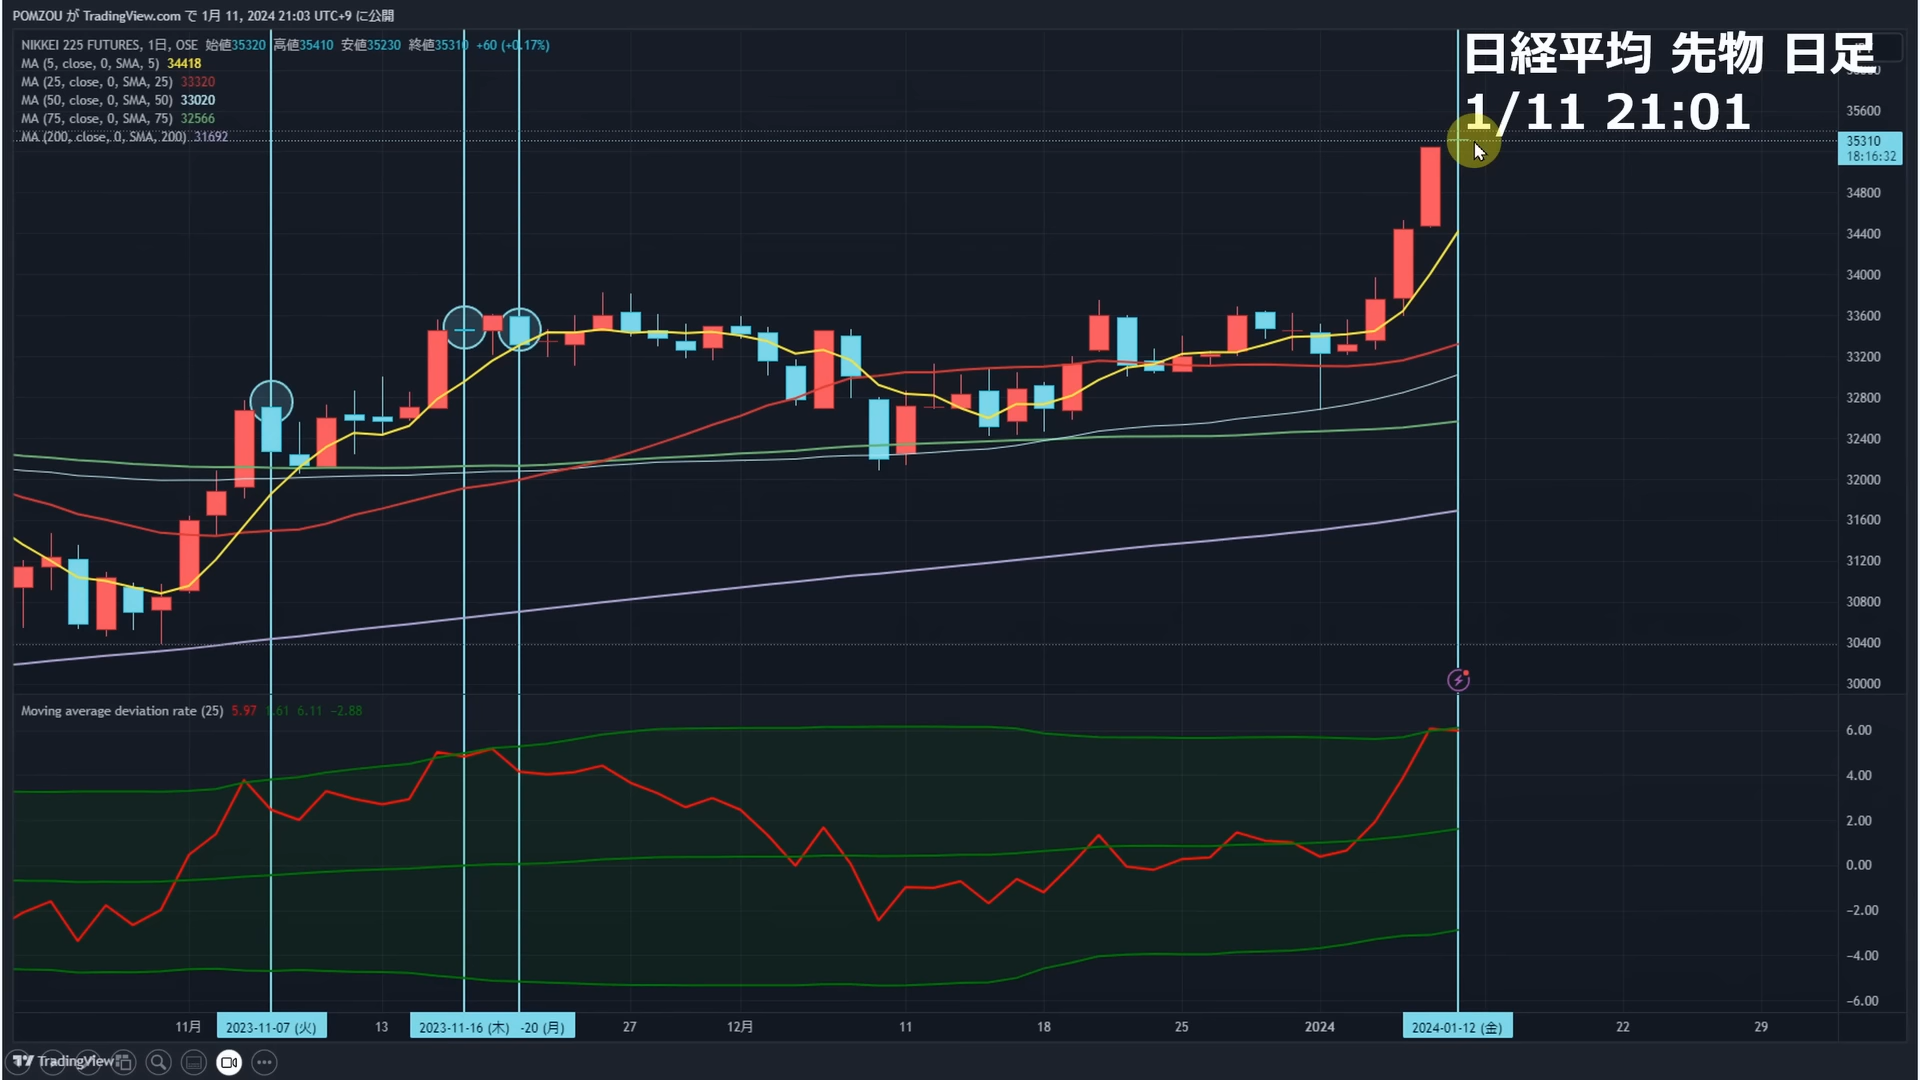 POMZOU が TradingView.com で 1月 11, 2024 21:03 UTC+9 に公開
日経平均 先物 日足
1/11 21:01
NIKKEI 225 FUTURES, 1日, OSE 始値35320 高値35410 安値35230 終値35310 +60 (+0.17%)
MA (5, close, 0, SMA, 5) 34418
MA (25, close, 0, SMA, 25) 33320
MA (50, close, 0, SMA, 50) 33020
MA (75, close, 0, SMA, 75) 32566
MA (200, close, 0, SMA, 200) 31692
35600
35310
18:16:32
34800
34400
34000
33600
33200
32800
32400
32000
31600
31200
30800
30400
30000
Moving average deviation rate (25) 5.97 1.61 6.11 −2.88
6.00
4.00
2.00
0.00
−2.00
−4.00
−6.00
11月 2023-11-07 (火) 13 2023-11-16 (木) -20 (月) 27 12月 11 18 25 2024 2024-01-12 (金) 22 29
TradingView